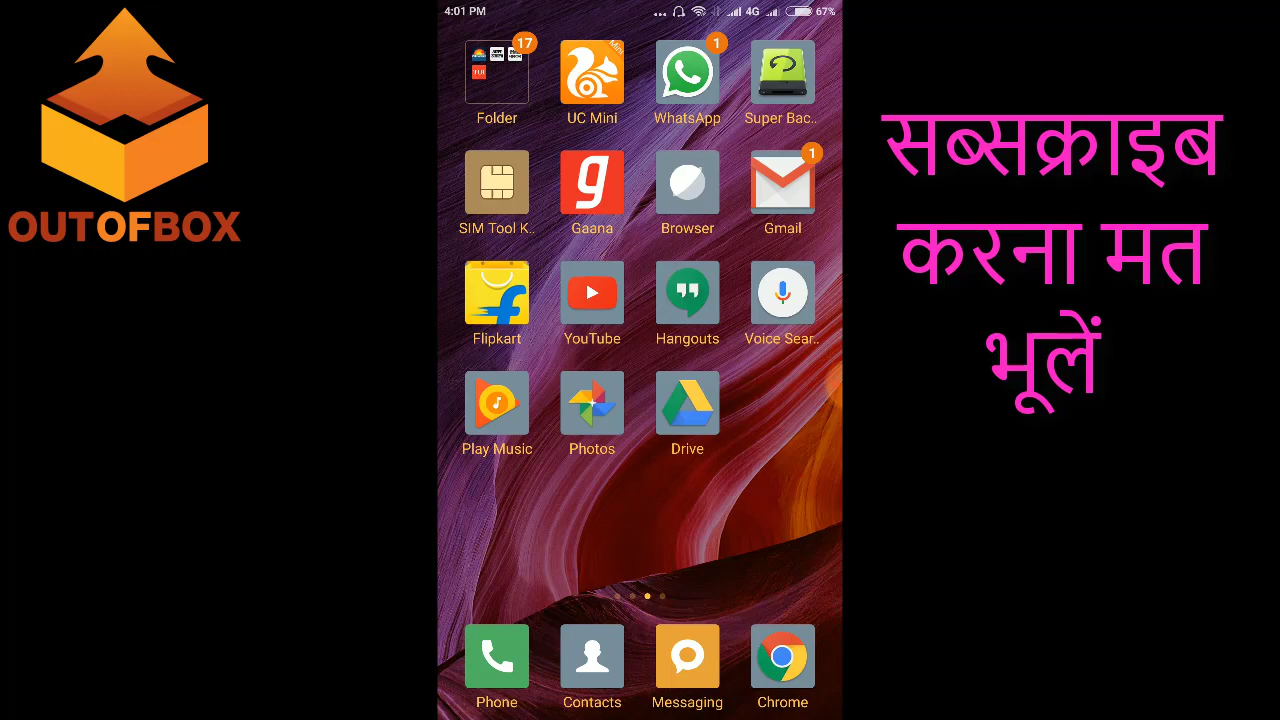 4:01 PM
4G
67%
OUTOFBOX
17
Folder
UC Mini
Mini
1
WhatsApp
Super Bac..
SIM Tool K..
g
Gaana
Browser
1
Gmail
Flipkart
YouTube
Hangouts
Voice Sear..
Play Music
Photos
Drive
Phone
Contacts
Messaging
Chrome
सब्सक्राइब
करना मत
भूलें